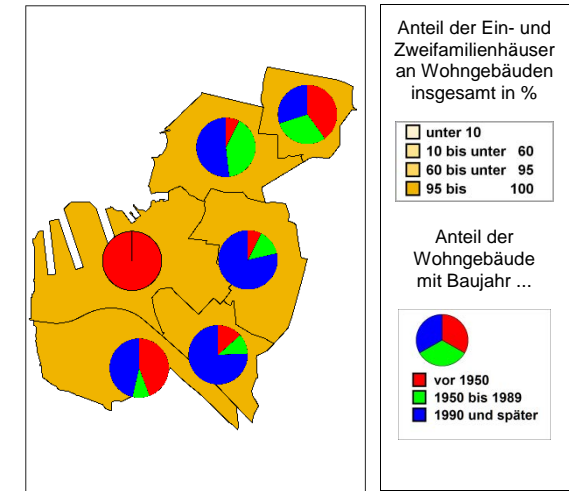 Anteil der Ein- und
Zweifamilienhäuser
an Wohngebäuden
insgesamt in %
unter 10
10 bis unter 60
60 bis unter 95
95 bis 100
Anteil der
Wohngebäude
mit Baujahr ...
vor 1950
1950 bis 1989
1990 und später